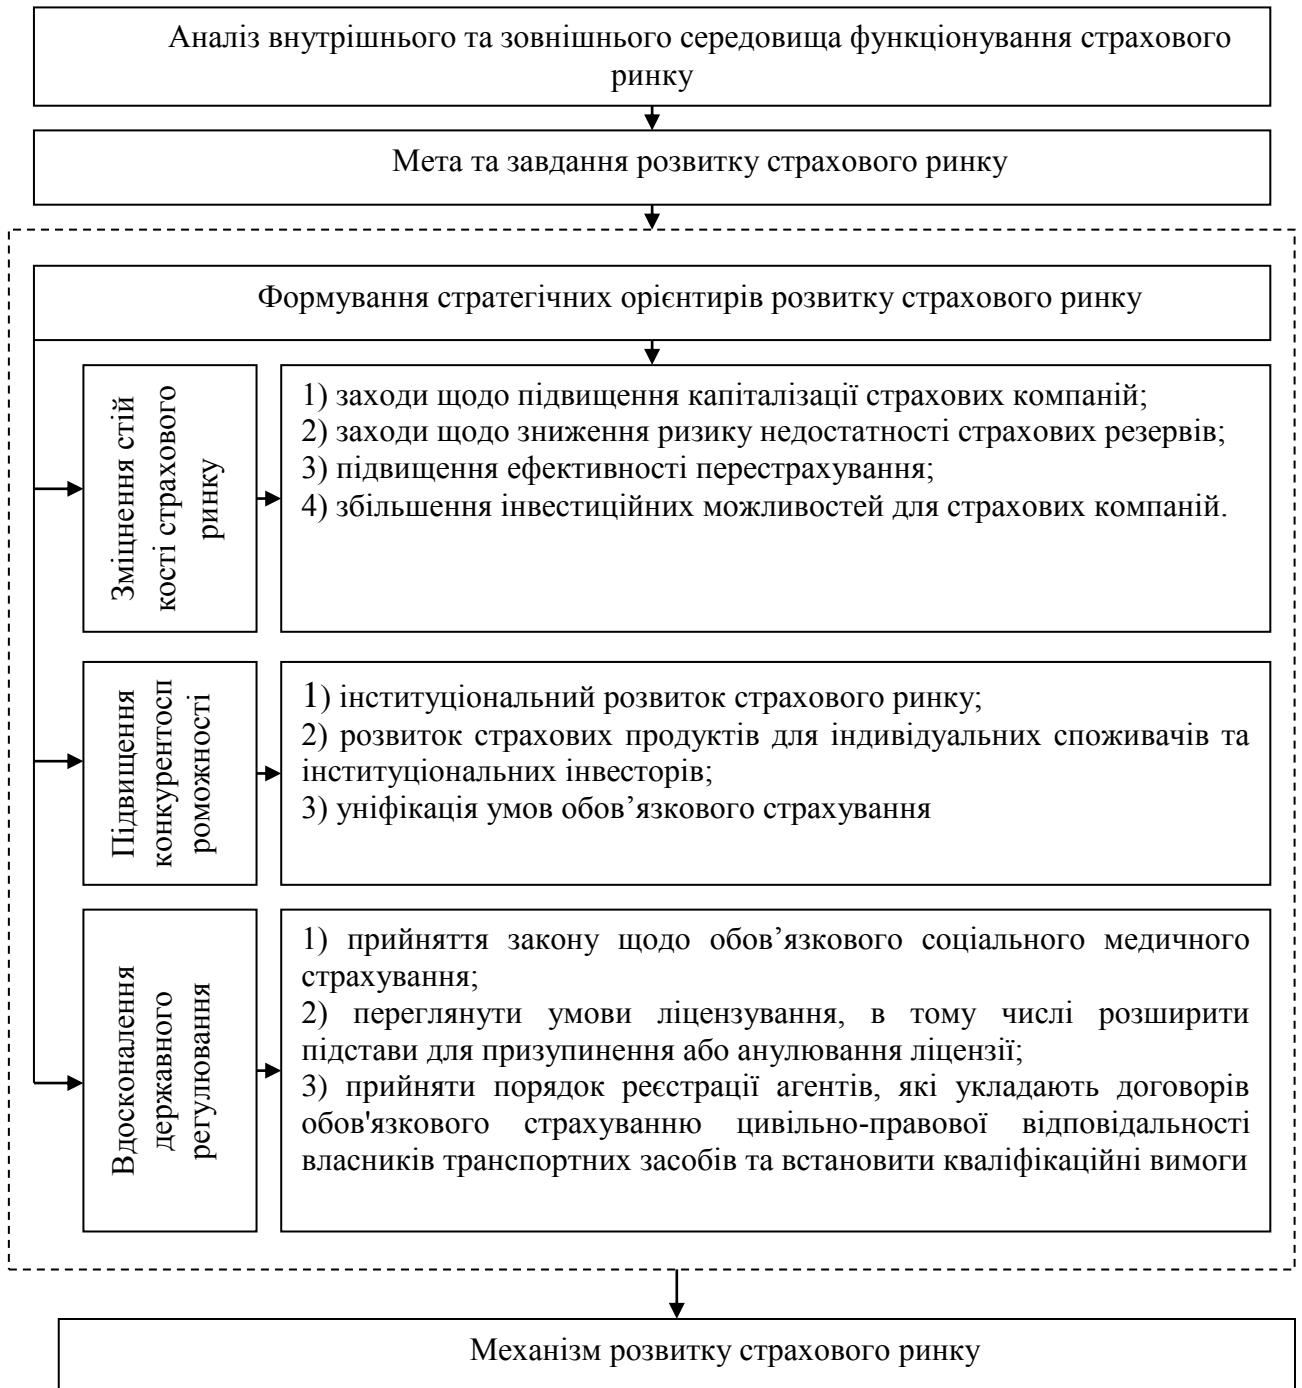 Аналіз внутрішнього та зовнішнього середовища функціонування страхового
ринку
Мета та завдання розвитку страхового ринку
Формування стратегічних орієнтирів розвитку страхового ринку
Зміцнення стій
кості страхового
ринку
1) заходи щодо підвищення капіталізації страхових компаній;
2) заходи щодо зниження ризику недостатності страхових резервів;
3) підвищення ефективності перестрахування;
4) збільшення інвестиційних можливостей для страхових компаній.
Підвищення
конкурентосп
роможності
1) інституціональний розвиток страхового ринку;
2) розвиток страхових продуктів для індивідуальних споживачів та
інституціональних інвесторів;
3) уніфікація умов обов’язкового страхування
Вдосконалення
державного
регулювання
1) прийняття закону щодо обов’язкового соціального медичного
страхування;
2) переглянути умови ліцензування, в тому числі розширити
підстави для призупинення або анулювання ліцензії;
3) прийняти порядок реєстрації агентів, які укладають договорів
обов'язкового страхуванню цивільно-правової відповідальності
власників транспортних засобів та встановити кваліфікаційні вимоги
Механізм розвитку страхового ринку